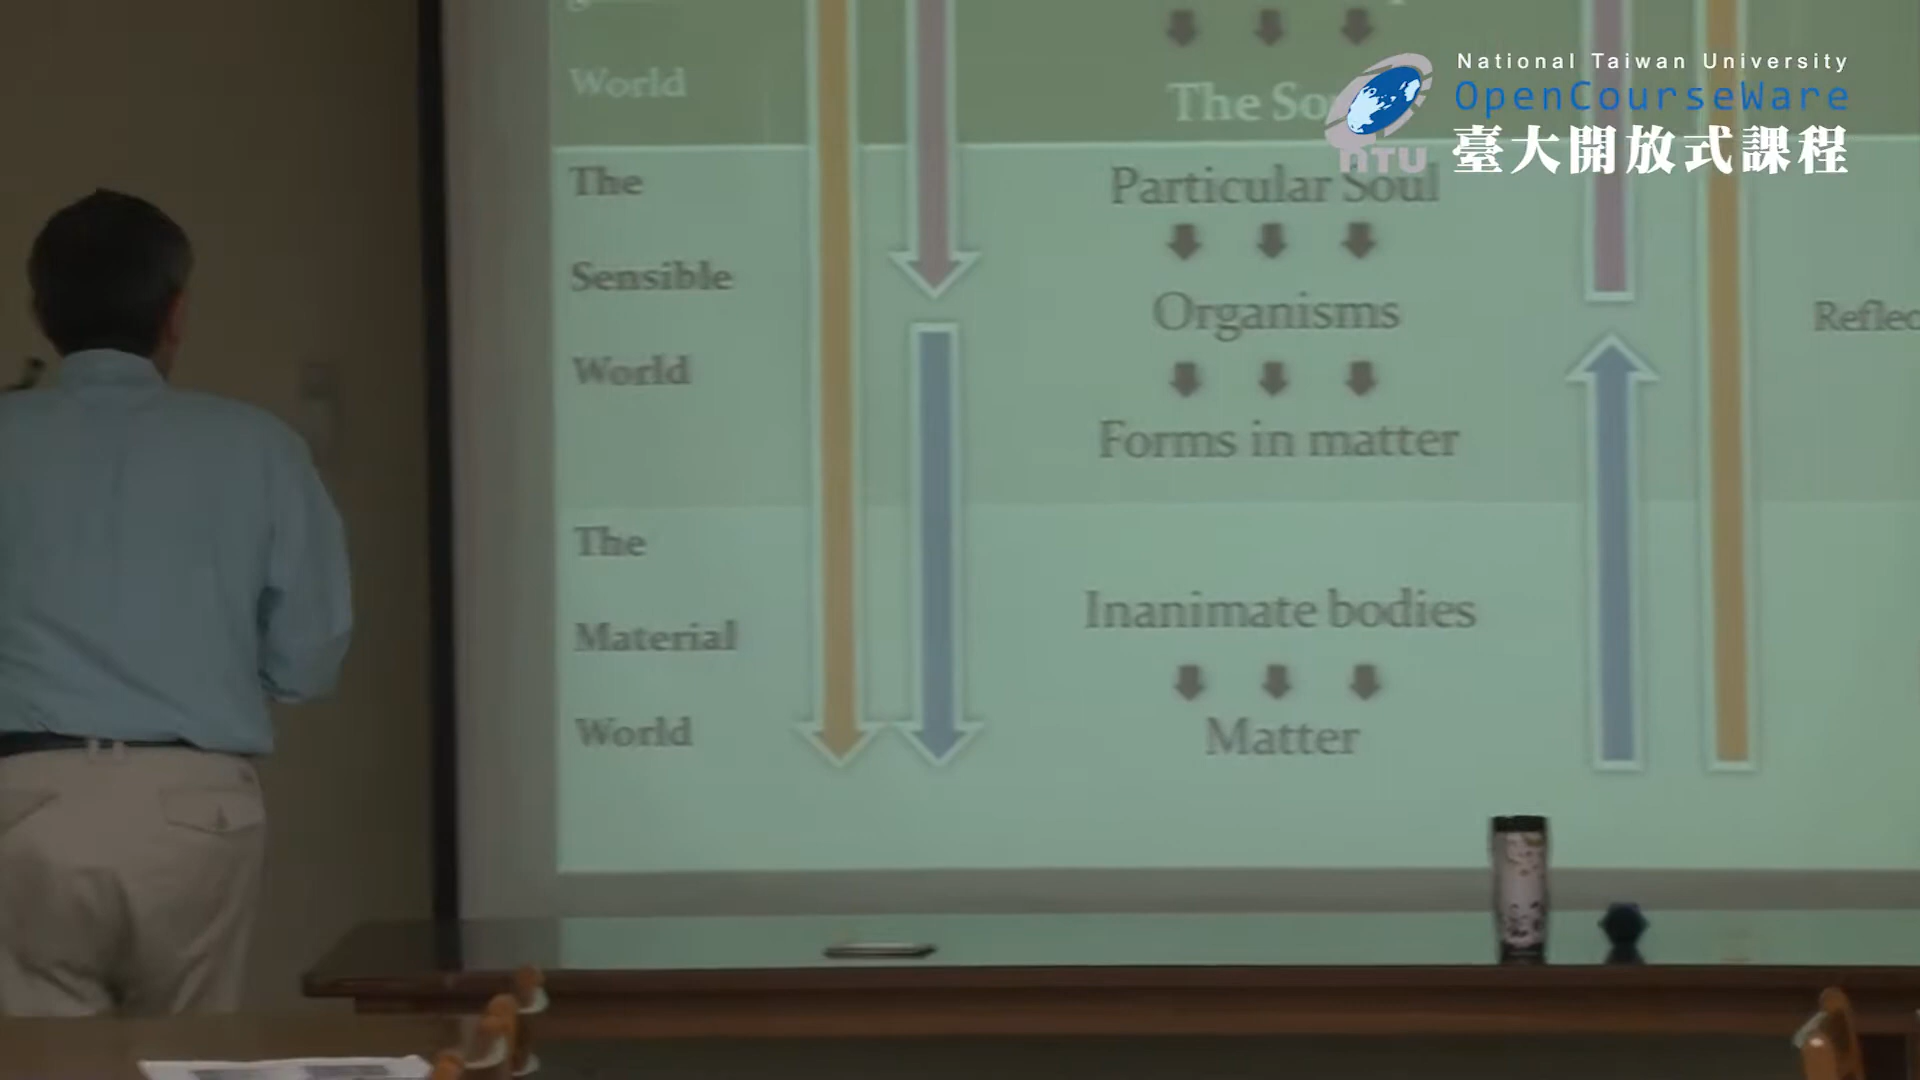 National Taiwan University
OpenCourseWare
臺大開放式課程
NTU
World
The
The
Particular Soul
Sensible
Organisms
World
Forms in matter
The
Inanimate bodies
Material
World
Matter